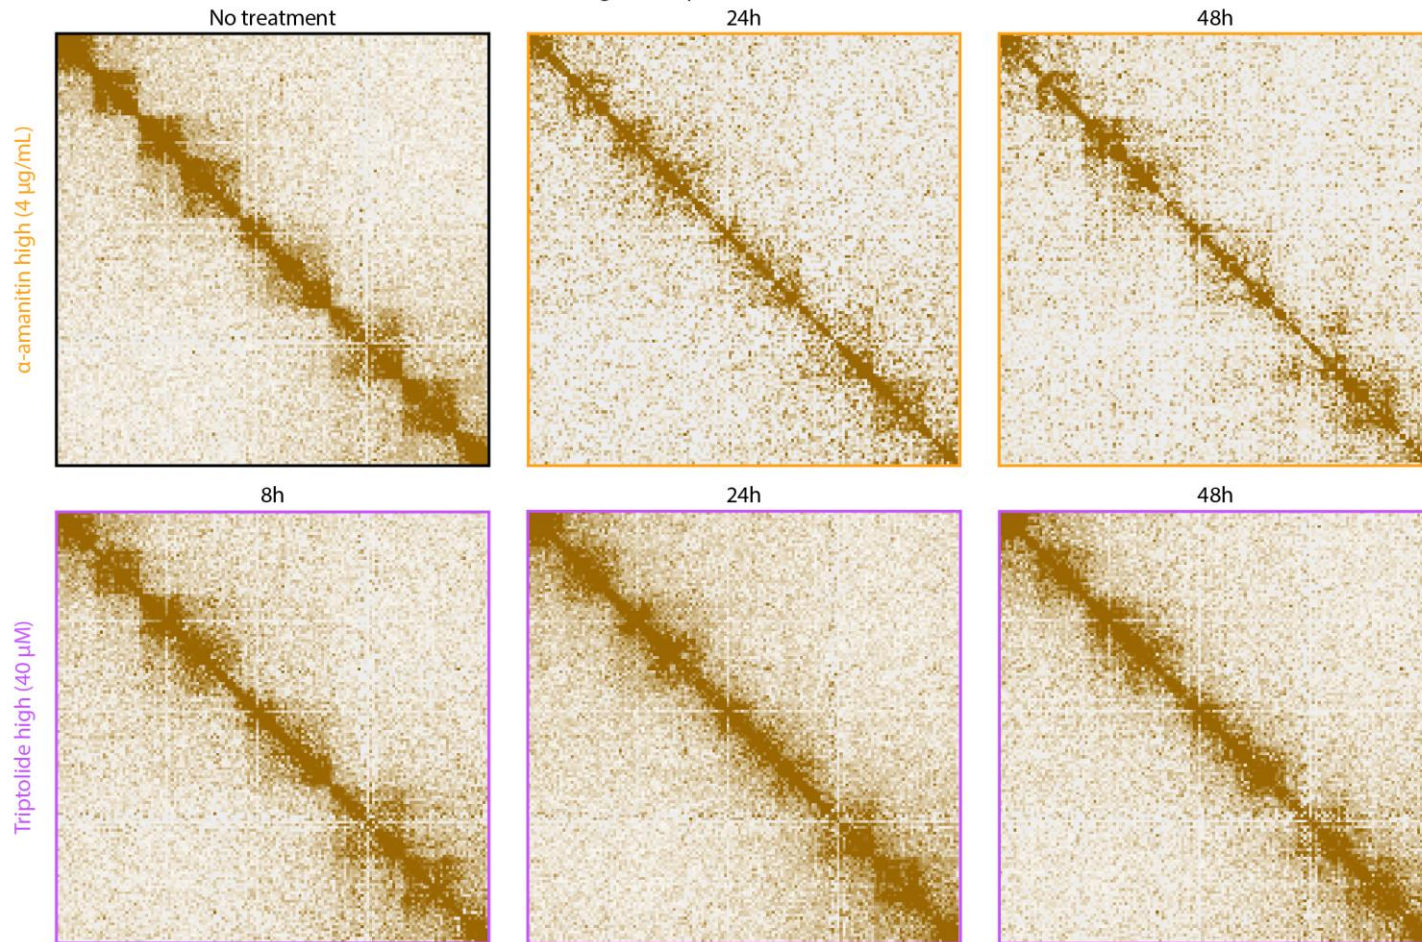 No treatment
24h
48h
α-amanitin high (4 µg/mL)
8h
24h
48h
Triptolide high (40 µM)